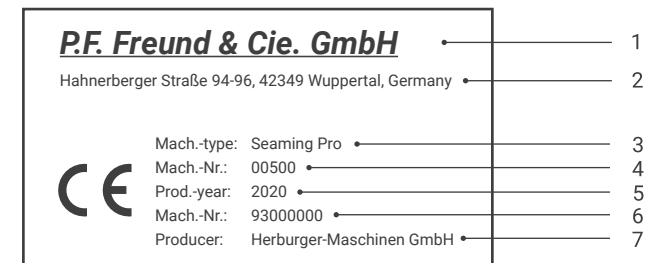 P.F. Freund & Cie. GmbH 1
Hahnerberger Straße 94-96, 42349 Wuppertal, Germany 2
Mach.-type: Seaming Pro 3
Mach.-Nr.: 00500 4
CE
Prod.-year: 2020 5
Mach.-Nr.: 93000000 6
Producer: Herburger-Maschinen GmbH 7